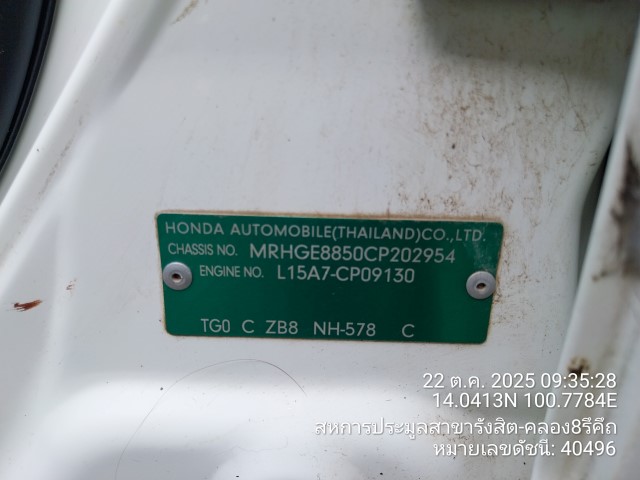 HONDA AUTOMOBILE(THAILAND)CO.,LTD.
CHASSIS NO. MRHGE8850CP202954
ENGINE NO. L15A7-CP09130
TG0 C ZB8 NH-578 C
22 ต.ค. 2025 09:35:28
14.0413N 100.7784E
สหการประมูลสาขารังสิต-คลอง8รึคึถ
หมายเลขดัชนี: 40496